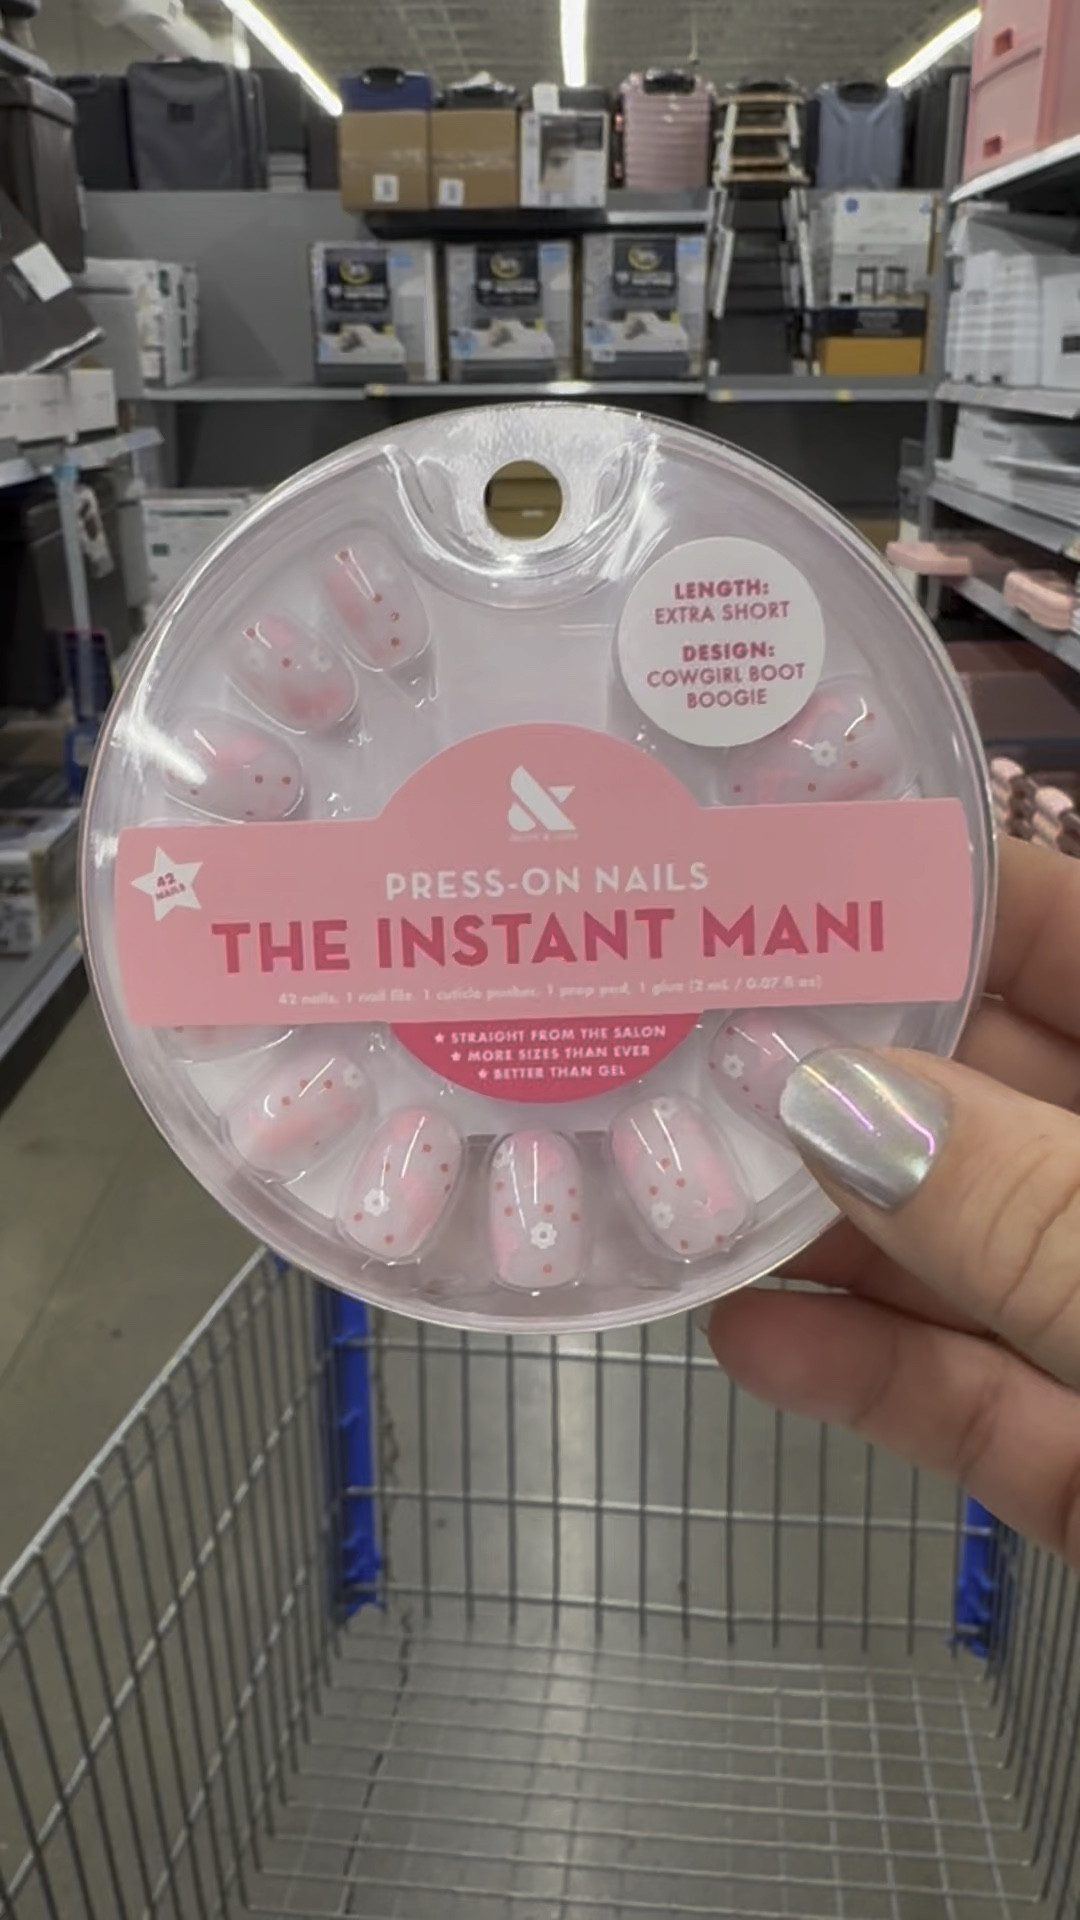 LENGTH:
EXTRA SHORT
DESIGN:
COWGIRL BOOT
BOOGIE
42
NAILS
PRESS-ON NAILS
THE INSTANT MANI
42 nails, 1 nail file, 1 cuticle pusher, 1 prep pad, 1 glue (2 mL / 0.07 fl oz)
★ STRAIGHT FROM THE SALON
★ MORE SIZES THAN EVER
★ BETTER THAN GEL